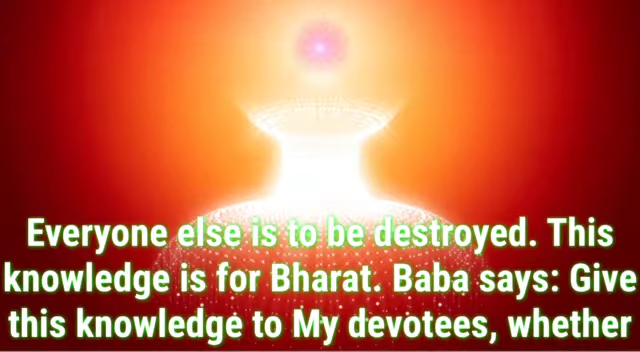 Everyone else is to be destroyed. This
knowledge is for Bharat. Baba says: Give
this knowledge to My devotees, whether